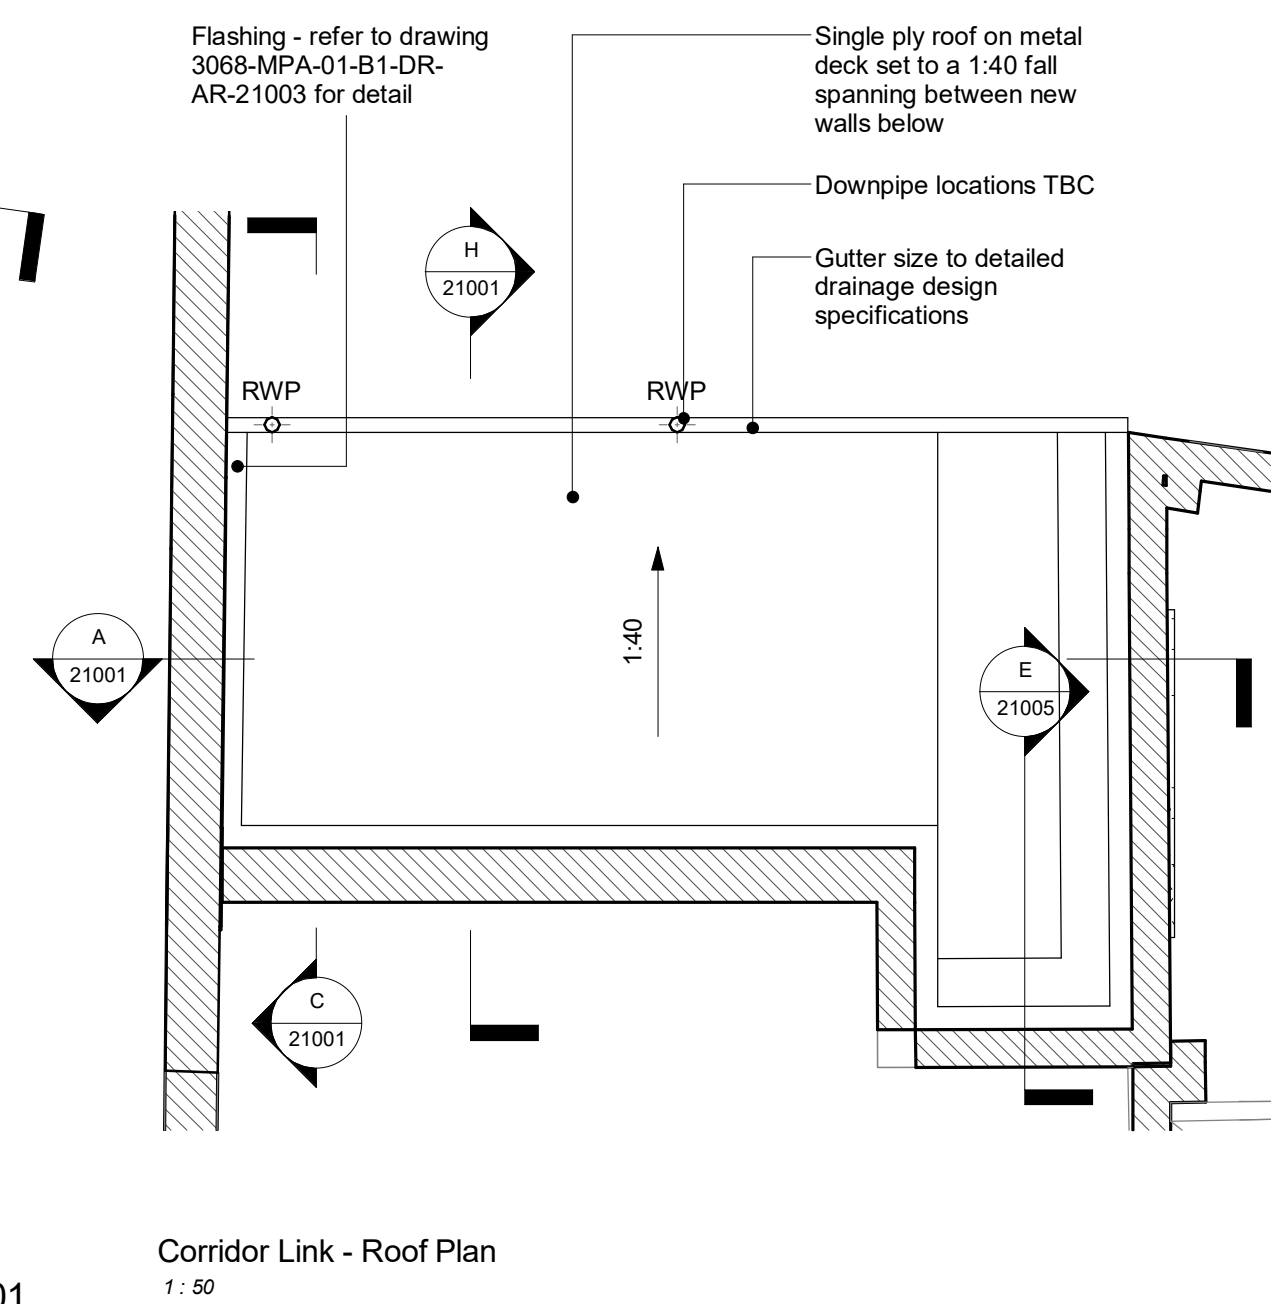 Flashing - refer to drawing
3068-MPA-01-B1-DR-
AR-21003 for detail
Single ply roof on metal
deck set to a 1:40 fall
spanning between new
walls below
Downpipe locations TBC
Gutter size to detailed
drainage design
specifications
H
21001
RWP
RWP
1:40
A
21001
E
21005
C
21001
Corridor Link - Roof Plan
1 : 50
01